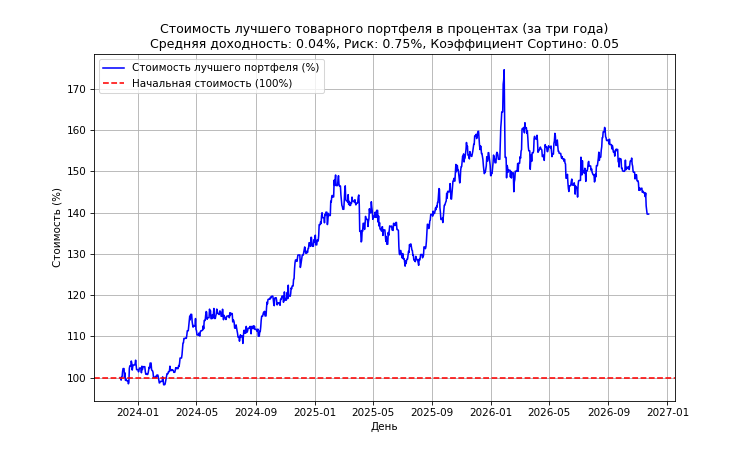 Стоимость лучшего товарного портфеля в процентах (за три года)
Средняя доходность: 0.04%, Риск: 0.75%, Коэффициент Сортино: 0.05
Стоимость лучшего портфеля (%)
Начальная стоимость (100%)
Стоимость (%)
170
160
150
140
130
120
110
100
2024-01 2024-05 2024-09 2025-01 2025-05 2025-09 2026-01 2026-05 2026-09 2027-01
День